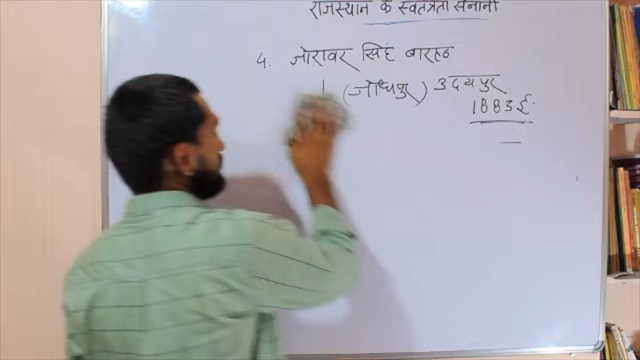 राजस्थान के स्वतंत्रता सेनानी
4. जोरावर सिंह बारहठ
(जोधपुर) उदयपुर
1883ई.